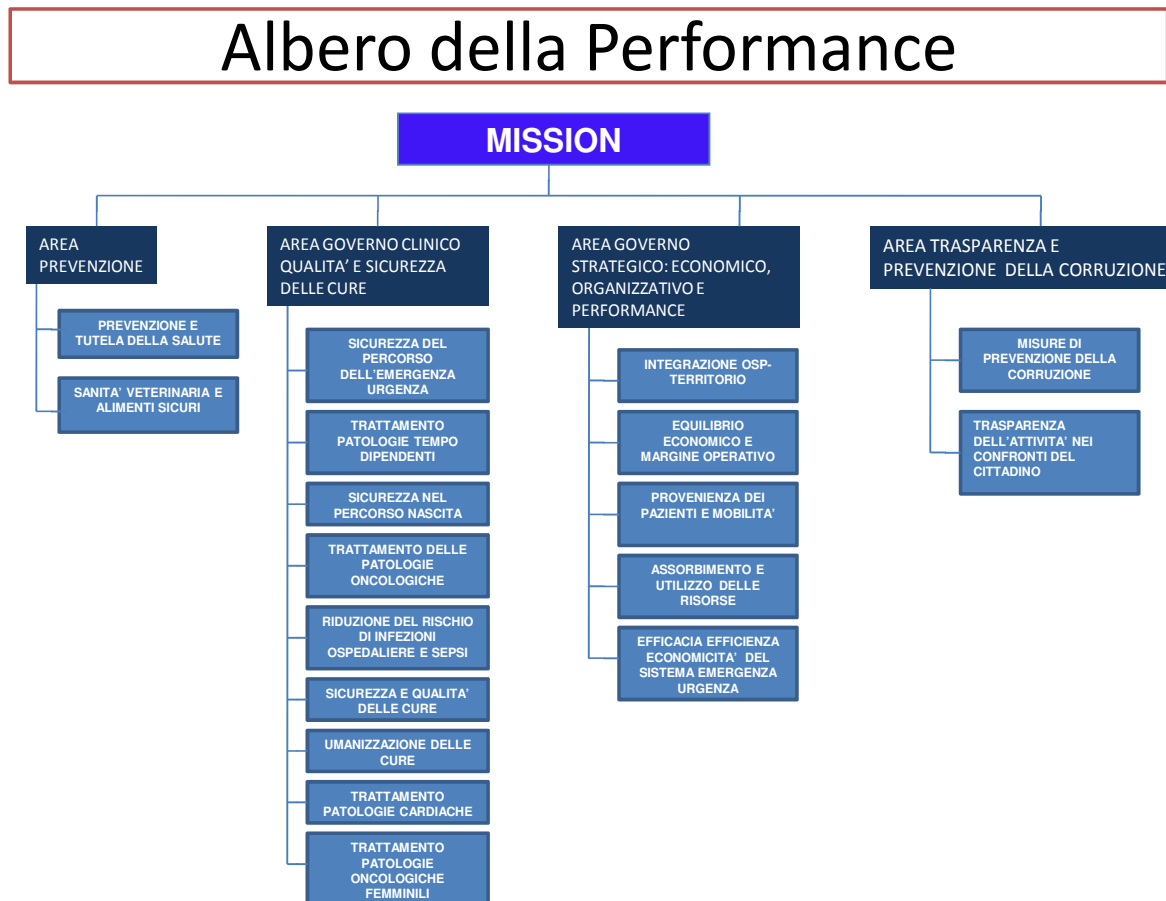 Albero della Performance
MISSION
AREA
PREVENZIONE
PREVENZIONE E
TUTELA DELLA SALUTE
SANITA’ VETERINARIA E
ALIMENTI SICURI
AREA GOVERNO CLINICO
QUALITA’ E SICUREZZA
DELLE CURE
SICUREZZA DEL
PERCORSO
DELL’EMERGENZA
URGENZA
TRATTAMENTO
PATOLOGIE TEMPO
DIPENDENTI
SICUREZZA NEL
PERCORSO NASCITA
TRATTAMENTO DELLE
PATOLOGIE
ONCOLOGICHE
RIDUZIONE DEL RISCHIO
DI INFEZIONI
OSPEDALIERE E SEPSI
SICUREZZA E QUALITA’
DELLE CURE
UMANIZZAZIONE DELLE
CURE
TRATTAMENTO
PATOLOGIE CARDIACHE
TRATTAMENTO
PATOLOGIE
ONCOLOGICHE
FEMMINILI
AREA GOVERNO
STRATEGICO: ECONOMICO,
ORGANIZZATIVO E
PERFORMANCE
INTEGRAZIONE OSP-
TERRITORIO
EQUILIBRIO
ECONOMICO E
MARGINE OPERATIVO
PROVENIENZA DEI
PAZIENTI E MOBILITA’
ASSORBIMENTO E
UTILIZZO DELLE
RISORSE
EFFICACIA EFFICIENZA
ECONOMICITA’ DEL
SISTEMA EMERGENZA
URGENZA
AREA TRASPARENZA E
PREVENZIONE DELLA CORRUZIONE
MISURE DI
PREVENZIONE DELLA
CORRUZIONE
TRASPARENZA
DELL’ATTIVITA’ NEI
CONFRONTI DEL
CITTADINO